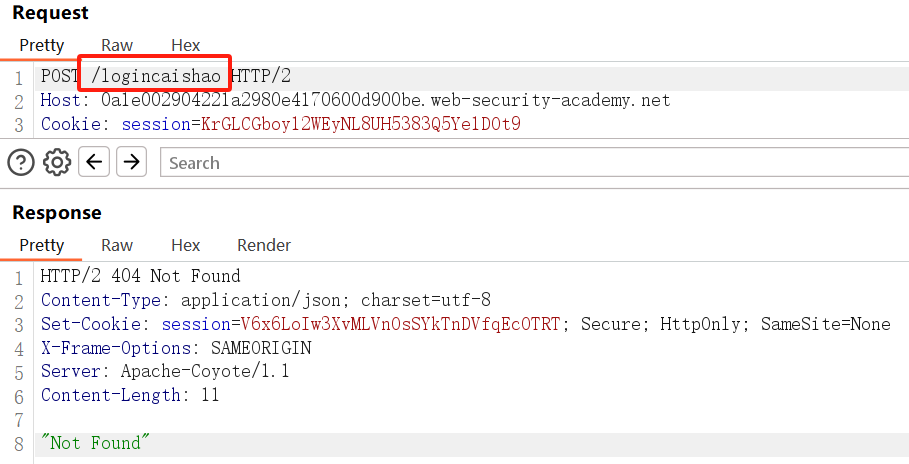 Request
Pretty Raw Hex
1 POST /logincaishao HTTP/2
2 Host: 0a1e002904221a2980e4170600d900be.web-security-academy.net
3 Cookie: session=KrGLCGboyl2WEyNL8UH5383Q5YelD0t9
Search
Response
Pretty Raw Hex Render
1 HTTP/2 404 Not Found
2 Content-Type: application/json; charset=utf-8
3 Set-Cookie: session=V6x6LoIw3XvMLVnOsSYkTnDVfqEc0TRT; Secure; HttpOnly; SameSite=None
4 X-Frame-Options: SAMEORIGIN
5 Server: Apache-Coyote/1.1
6 Content-Length: 11
7
8 "Not Found"